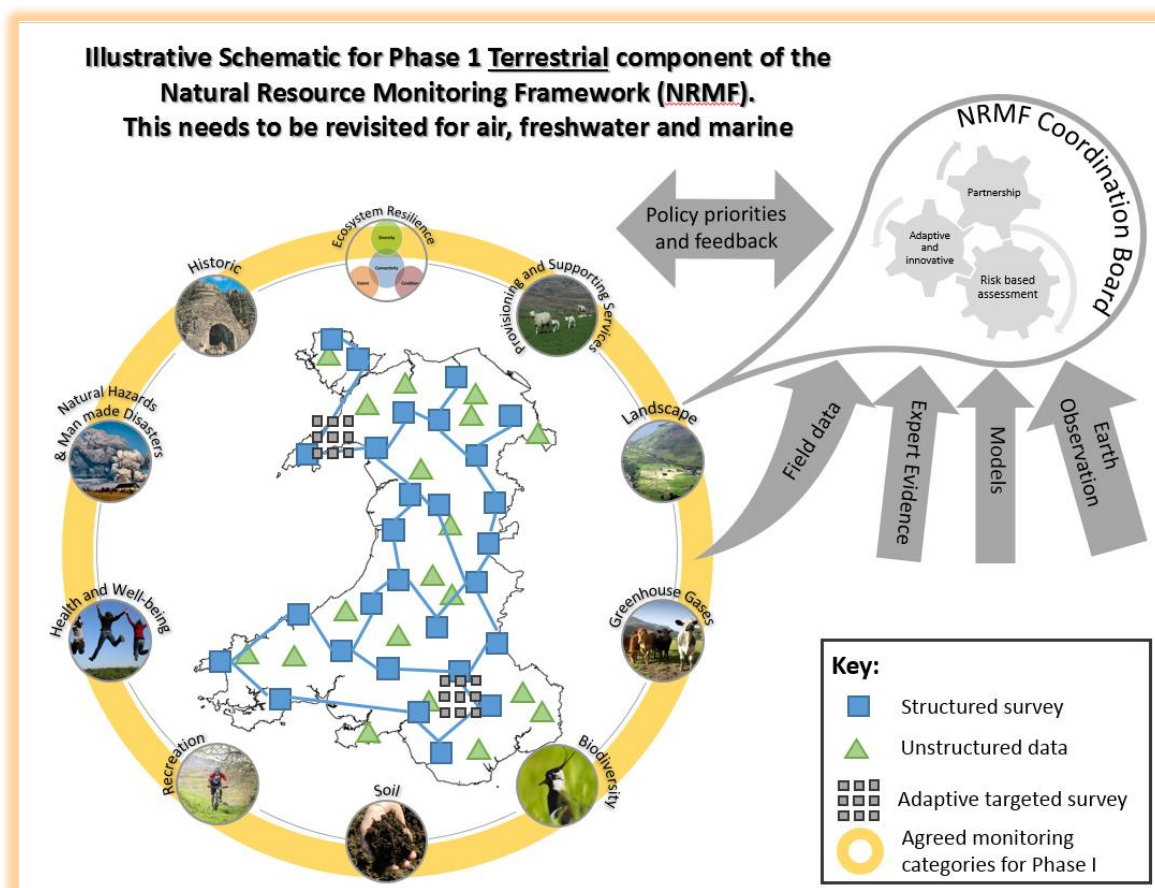 Illustrative Schematic for Phase 1 Terrestrial component of the
Natural Resource Monitoring Framework (NRMF).
This needs to be revisited for air, freshwater and marine
NRMF Coordination Board
Partnership
Adaptive
and
innovative
Risk based
assessment
Policy priorities
and feedback
Ecosystem Resilience
Diversity
Connectivity
Extent
Condition
Historic
Provisioning and Supporting Services
Natural Hazards
& Man made Disasters
Landscape
Field data
Expert Evidence
Models
Earth
Observation
Health and Well-being
Greenhouse Gases
Recreation
Soil
Biodiversity
Key:
Structured survey
Unstructured data
Adaptive targeted survey
Agreed monitoring
categories for Phase I